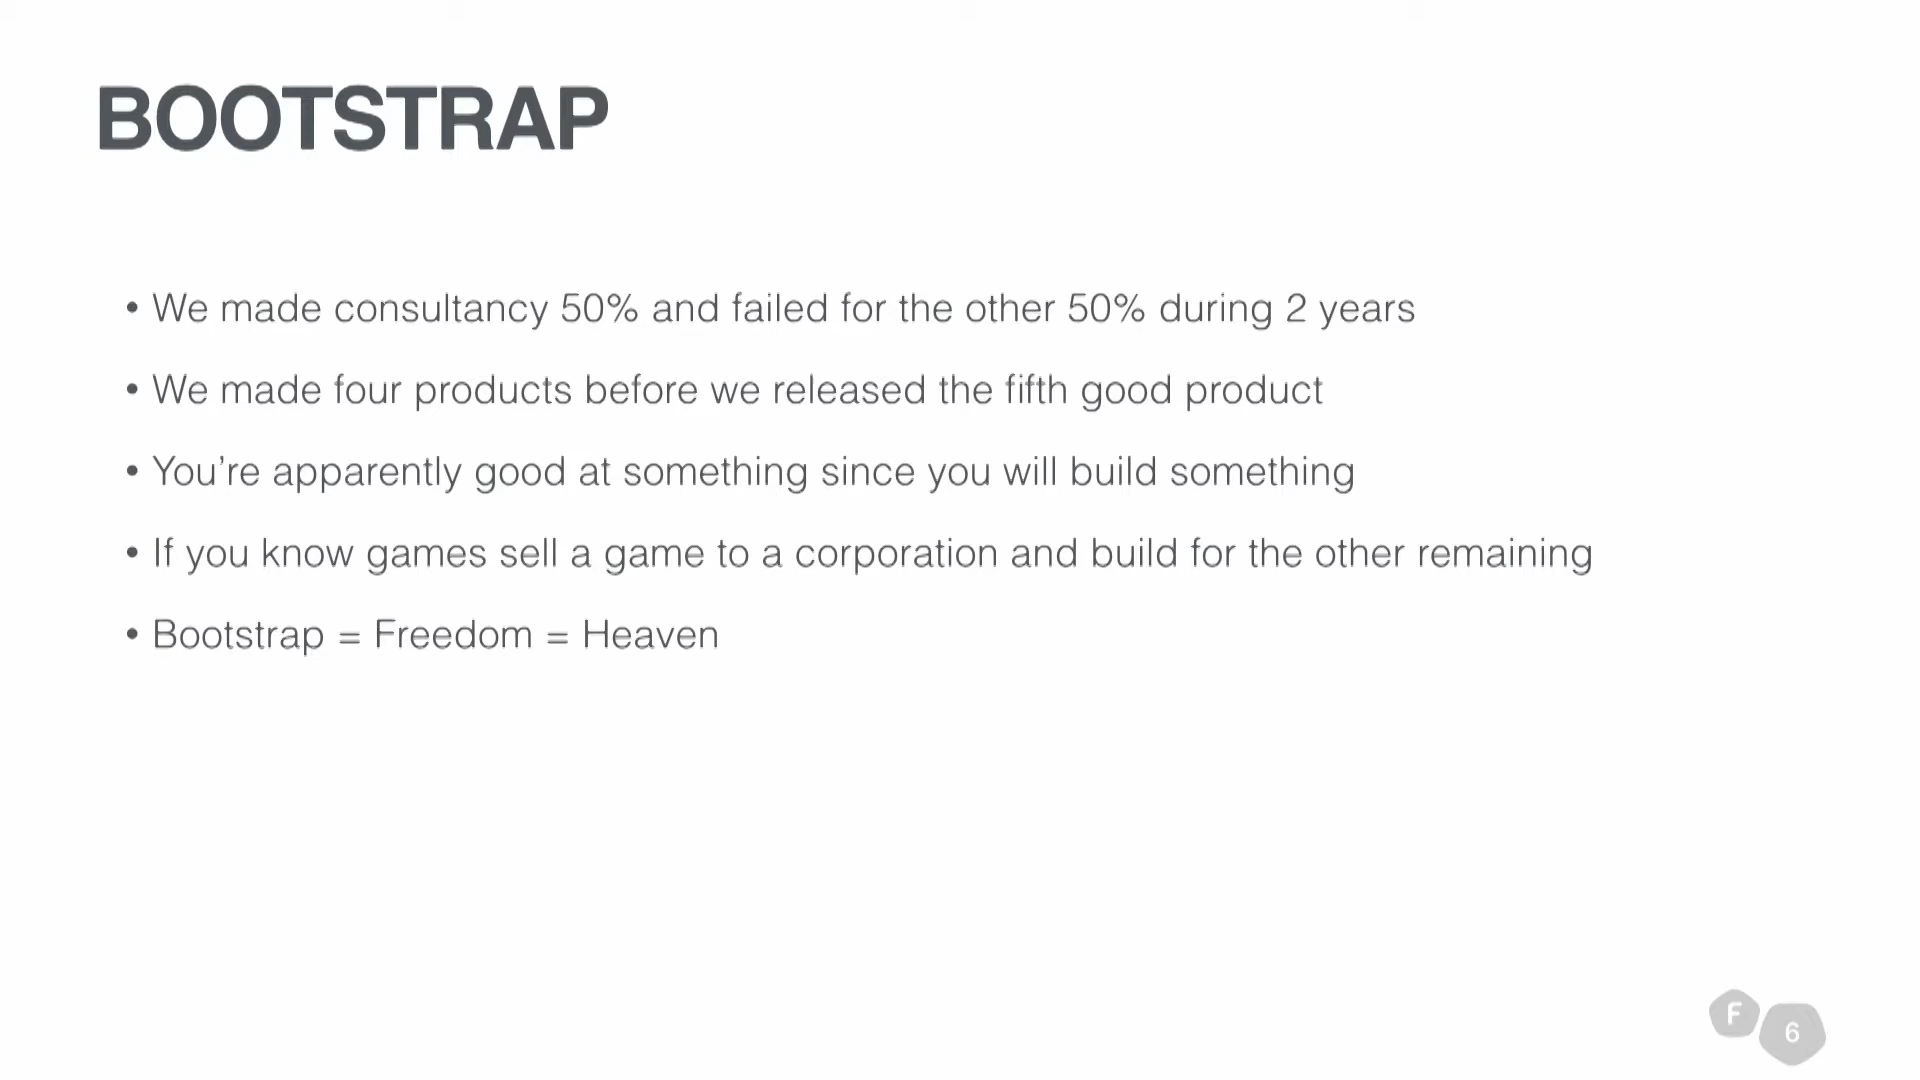 BOOTSTRAP
• We made consultancy 50% and failed for the other 50% during 2 years
• We made four products before we released the fifth good product
• You’re apparently good at something since you will build something
• If you know games sell a game to a corporation and build for the other remaining
• Bootstrap = Freedom = Heaven
F
6